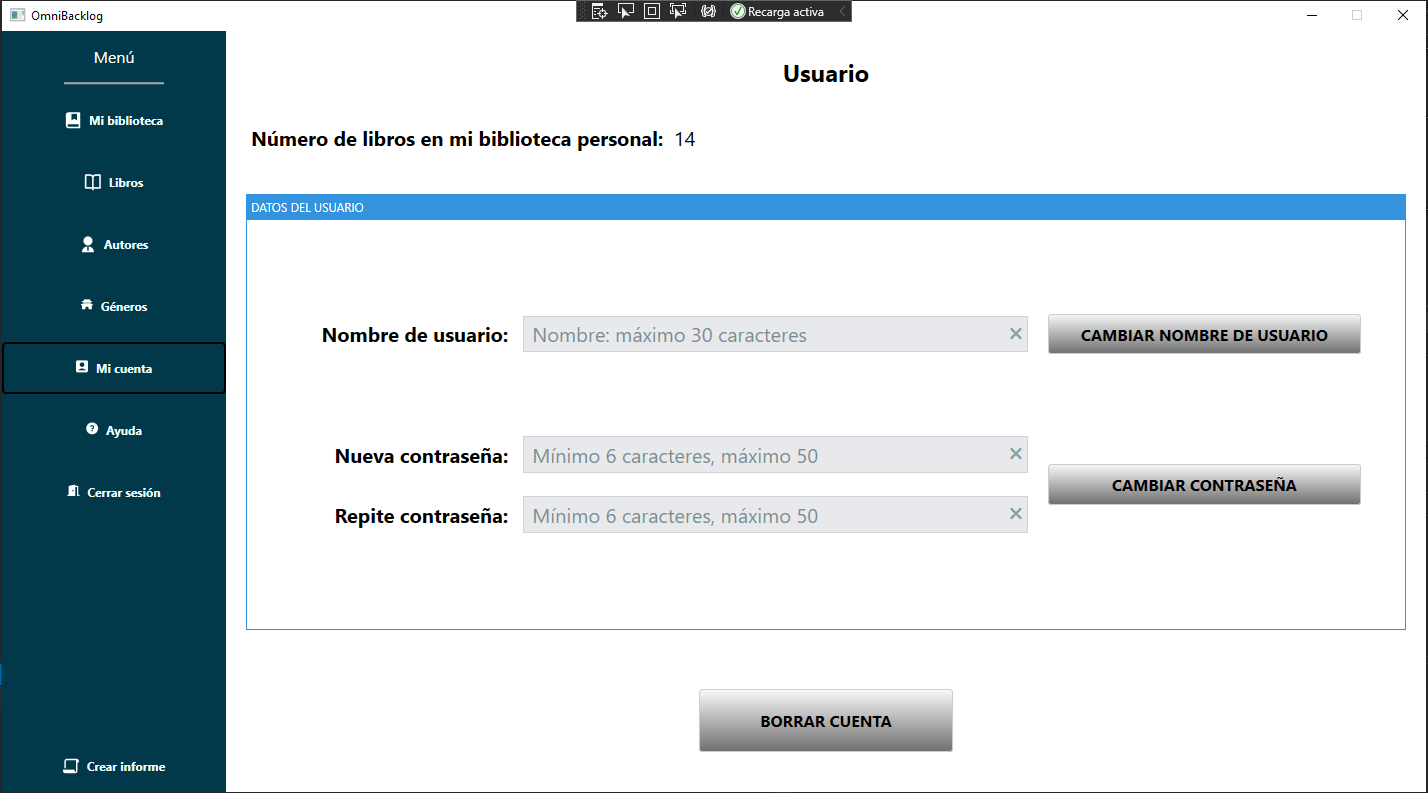 OmniBacklog
Recarga activa
Menú
Mi biblioteca
Libros
Autores
Géneros
Mi cuenta
Ayuda
Cerrar sesión
Crear informe
Usuario
Número de libros en mi biblioteca personal: 14
DATOS DEL USUARIO
Nombre de usuario: Nombre: máximo 30 caracteres CAMBIAR NOMBRE DE USUARIO
Nueva contraseña: Mínimo 6 caracteres, máximo 50
CAMBIAR CONTRASEÑA
Repite contraseña: Mínimo 6 caracteres, máximo 50
BORRAR CUENTA